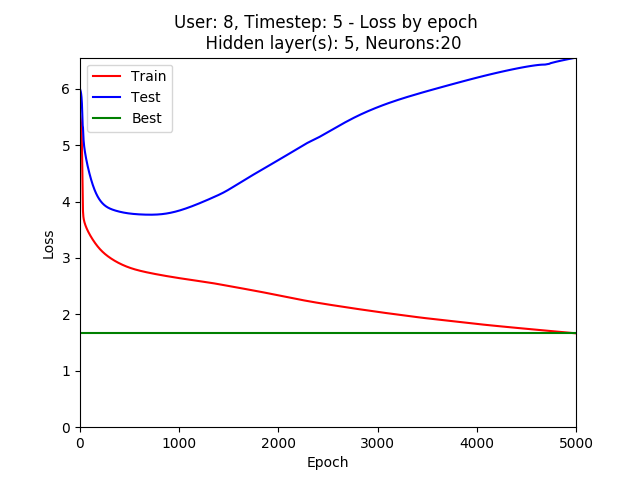 User: 8, Timestep: 5 - Loss by epoch
Hidden layer(s): 5, Neurons:20
Train
Test
Best
6
5
4
3
2
1
0
Loss
0 1000 2000 3000 4000 5000
Epoch